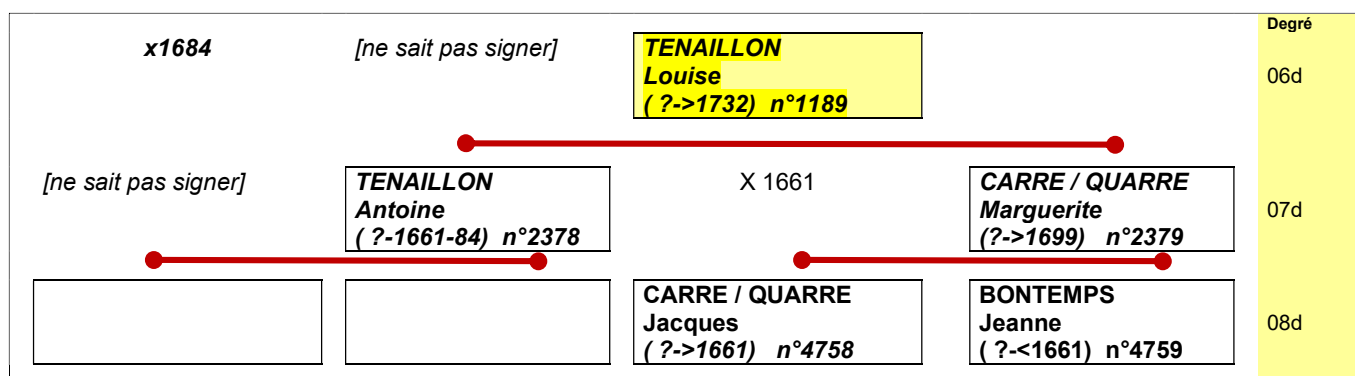 Degré
x1684 [ne sait pas signer] TENAILLON
Louise 06d
( ?->1732) n°1189
[ne sait pas signer] TENAILLON X 1661 CARRE / QUARRE
Antoine Marguerite 07d
( ?-1661-84) n°2378 (?->1699) n°2379
CARRE / QUARRE BONTEMPS
Jacques Jeanne 08d
( ?->1661) n°4758 ( ?-<1661) n°4759